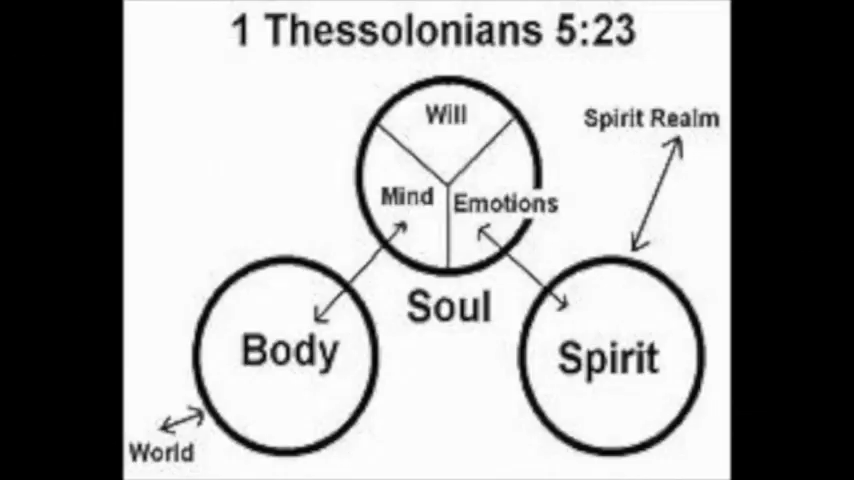 1 Thessolonians 5:23
Will
Spirit Realm
Mind
Emotions
Soul
Body
Spirit
World